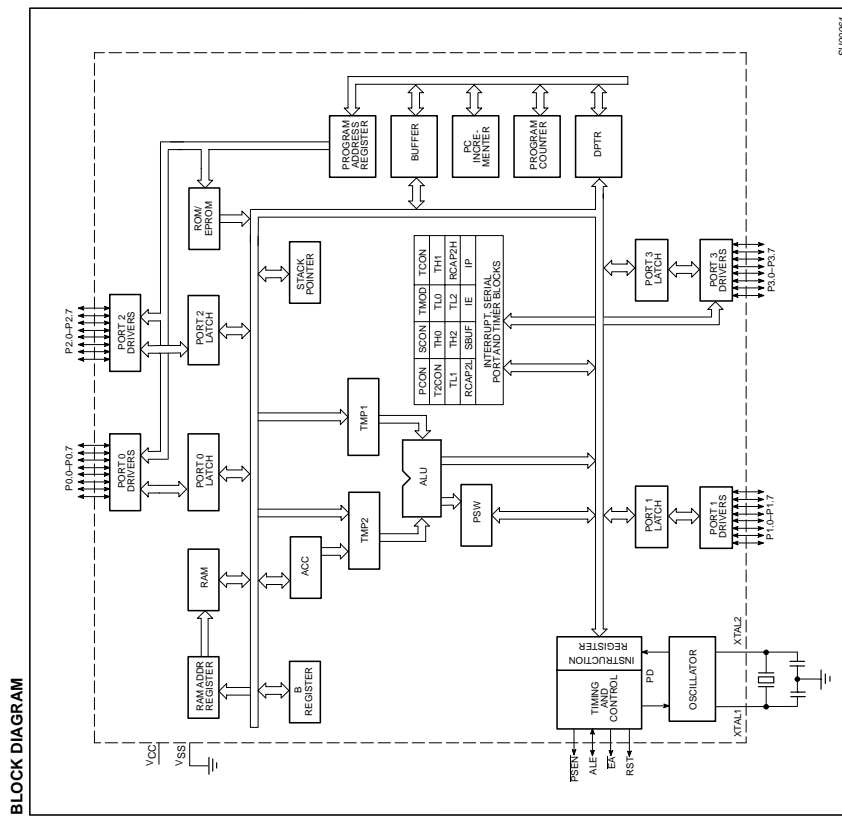 BLOCK DIAGRAM
P0.0–P0.7
P2.0–P2.7
VCC
VSS
PORT 0
DRIVERS
PORT 2
DRIVERS
RAM ADDR
REGISTER
RAM
PORT 0
LATCH
PORT 2
LATCH
ROM/
EPROM
B
REGISTER
ACC
STACK
POINTER
PROGRAM
ADDRESS
REGISTER
TMP2
TMP1
BUFFER
ALU
PC
INCRE-
MENTER
PSW
PCON SCON TMOD TCON
T2CON TH0 TL0 TH1
TL1 TH2 TL2 RCAP2H
RCAP2L SBUF IE IP
INTERRUPT, SERIAL
PORT AND TIMER BLOCKS
PROGRAM
COUNTER
DPTR
PSEN
ALE
EA
RST
TIMING
AND
CONTROL
INSTRUCTION
REGISTER
PD
OSCILLATOR
PORT 1
LATCH
PORT 3
LATCH
PORT 1
DRIVERS
PORT 3
DRIVERS
XTAL1
XTAL2
P1.0–P1.7
P3.0–P3.7